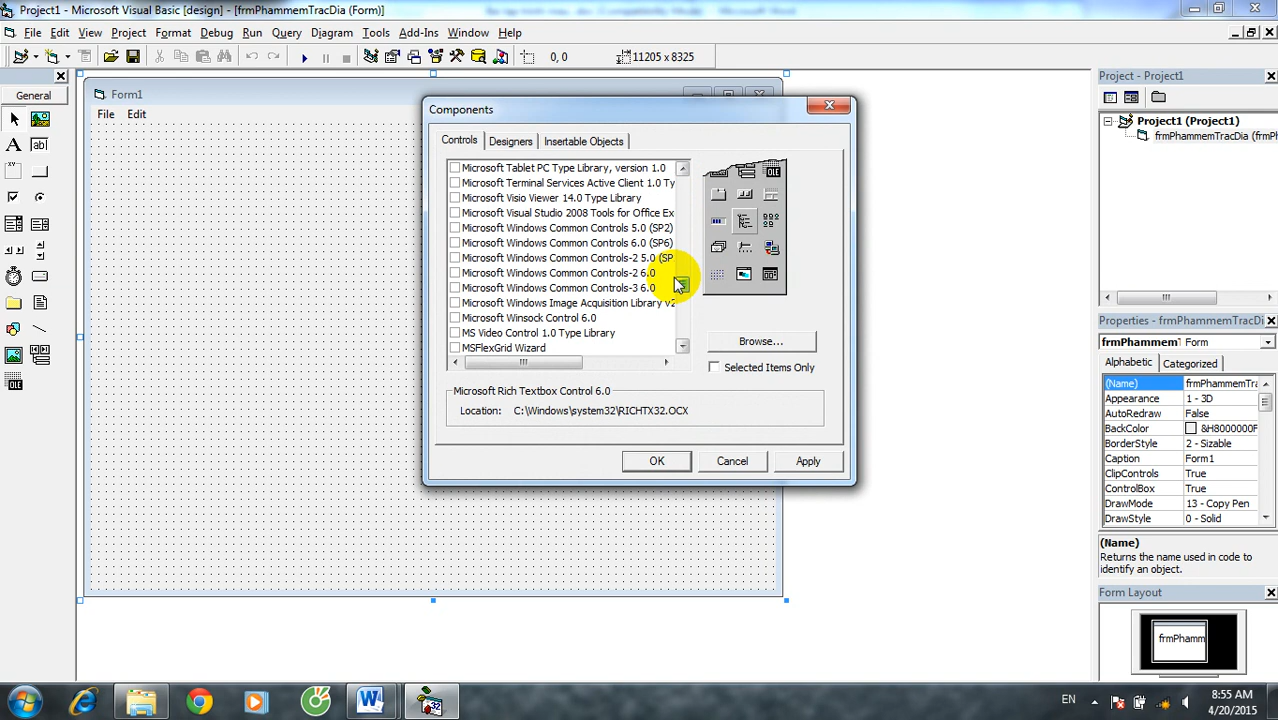 Project1 - Microsoft Visual Basic [design] - [frmPhammemTracDia (Form)]
File Edit View Project Format Debug Run Query Diagram Tools Add-Ins Window Help
0, 0
11205 x 8325
General
Form1
File Edit
Components
Controls Designers Insertable Objects
Microsoft Tablet PC Type Library, version 1.0
Microsoft Terminal Services Active Client 1.0 Ty
Microsoft Visio Viewer 14.0 Type Library
Microsoft Visual Studio 2008 Tools for Office Ex
Microsoft Windows Common Controls 5.0 (SP2)
Microsoft Windows Common Controls 6.0 (SP6)
Microsoft Windows Common Controls-2 5.0 (SP
Microsoft Windows Common Controls-2 6.0
Microsoft Windows Common Controls-3 6.0
Microsoft Windows Image Acquisition Library v2
Microsoft Winsock Control 6.0
MS Video Control 1.0 Type Library
MSFlexGrid Wizard
OLE
Browse...
Selected Items Only
Microsoft Rich Textbox Control 6.0
Location: C:\Windows\system32\RICHTX32.OCX
OK Cancel Apply
Project - Project1
Project1 (Project1)
frmPhammemTracDia (frmP
Properties - frmPhammemTracDi
frmPhammemT Form
Alphabetic Categorized
(Name) frmPhammemTra
Appearance 1 - 3D
AutoRedraw False
BackColor &H8000000F
BorderStyle 2 - Sizable
Caption Form1
ClipControls True
ControlBox True
DrawMode 13 - Copy Pen
DrawStyle 0 - Solid
(Name)
Returns the name used in code to
identify an object.
Form Layout
frmPhamm
OLE
EN
8:55 AM
4/20/2015